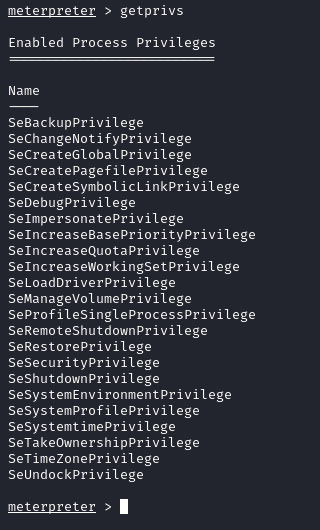 meterpreter > getprivs
Enabled Process Privileges
==========================
Name
----
SeBackupPrivilege
SeChangeNotifyPrivilege
SeCreateGlobalPrivilege
SeCreatePagefilePrivilege
SeCreateSymbolicLinkPrivilege
SeDebugPrivilege
SeImpersonatePrivilege
SeIncreaseBasePriorityPrivilege
SeIncreaseQuotaPrivilege
SeIncreaseWorkingSetPrivilege
SeLoadDriverPrivilege
SeManageVolumePrivilege
SeProfileSingleProcessPrivilege
SeRemoteShutdownPrivilege
SeRestorePrivilege
SeSecurityPrivilege
SeShutdownPrivilege
SeSystemEnvironmentPrivilege
SeSystemProfilePrivilege
SeSystemtimePrivilege
SeTakeOwnershipPrivilege
SeTimeZonePrivilege
SeUndockPrivilege
meterpreter >